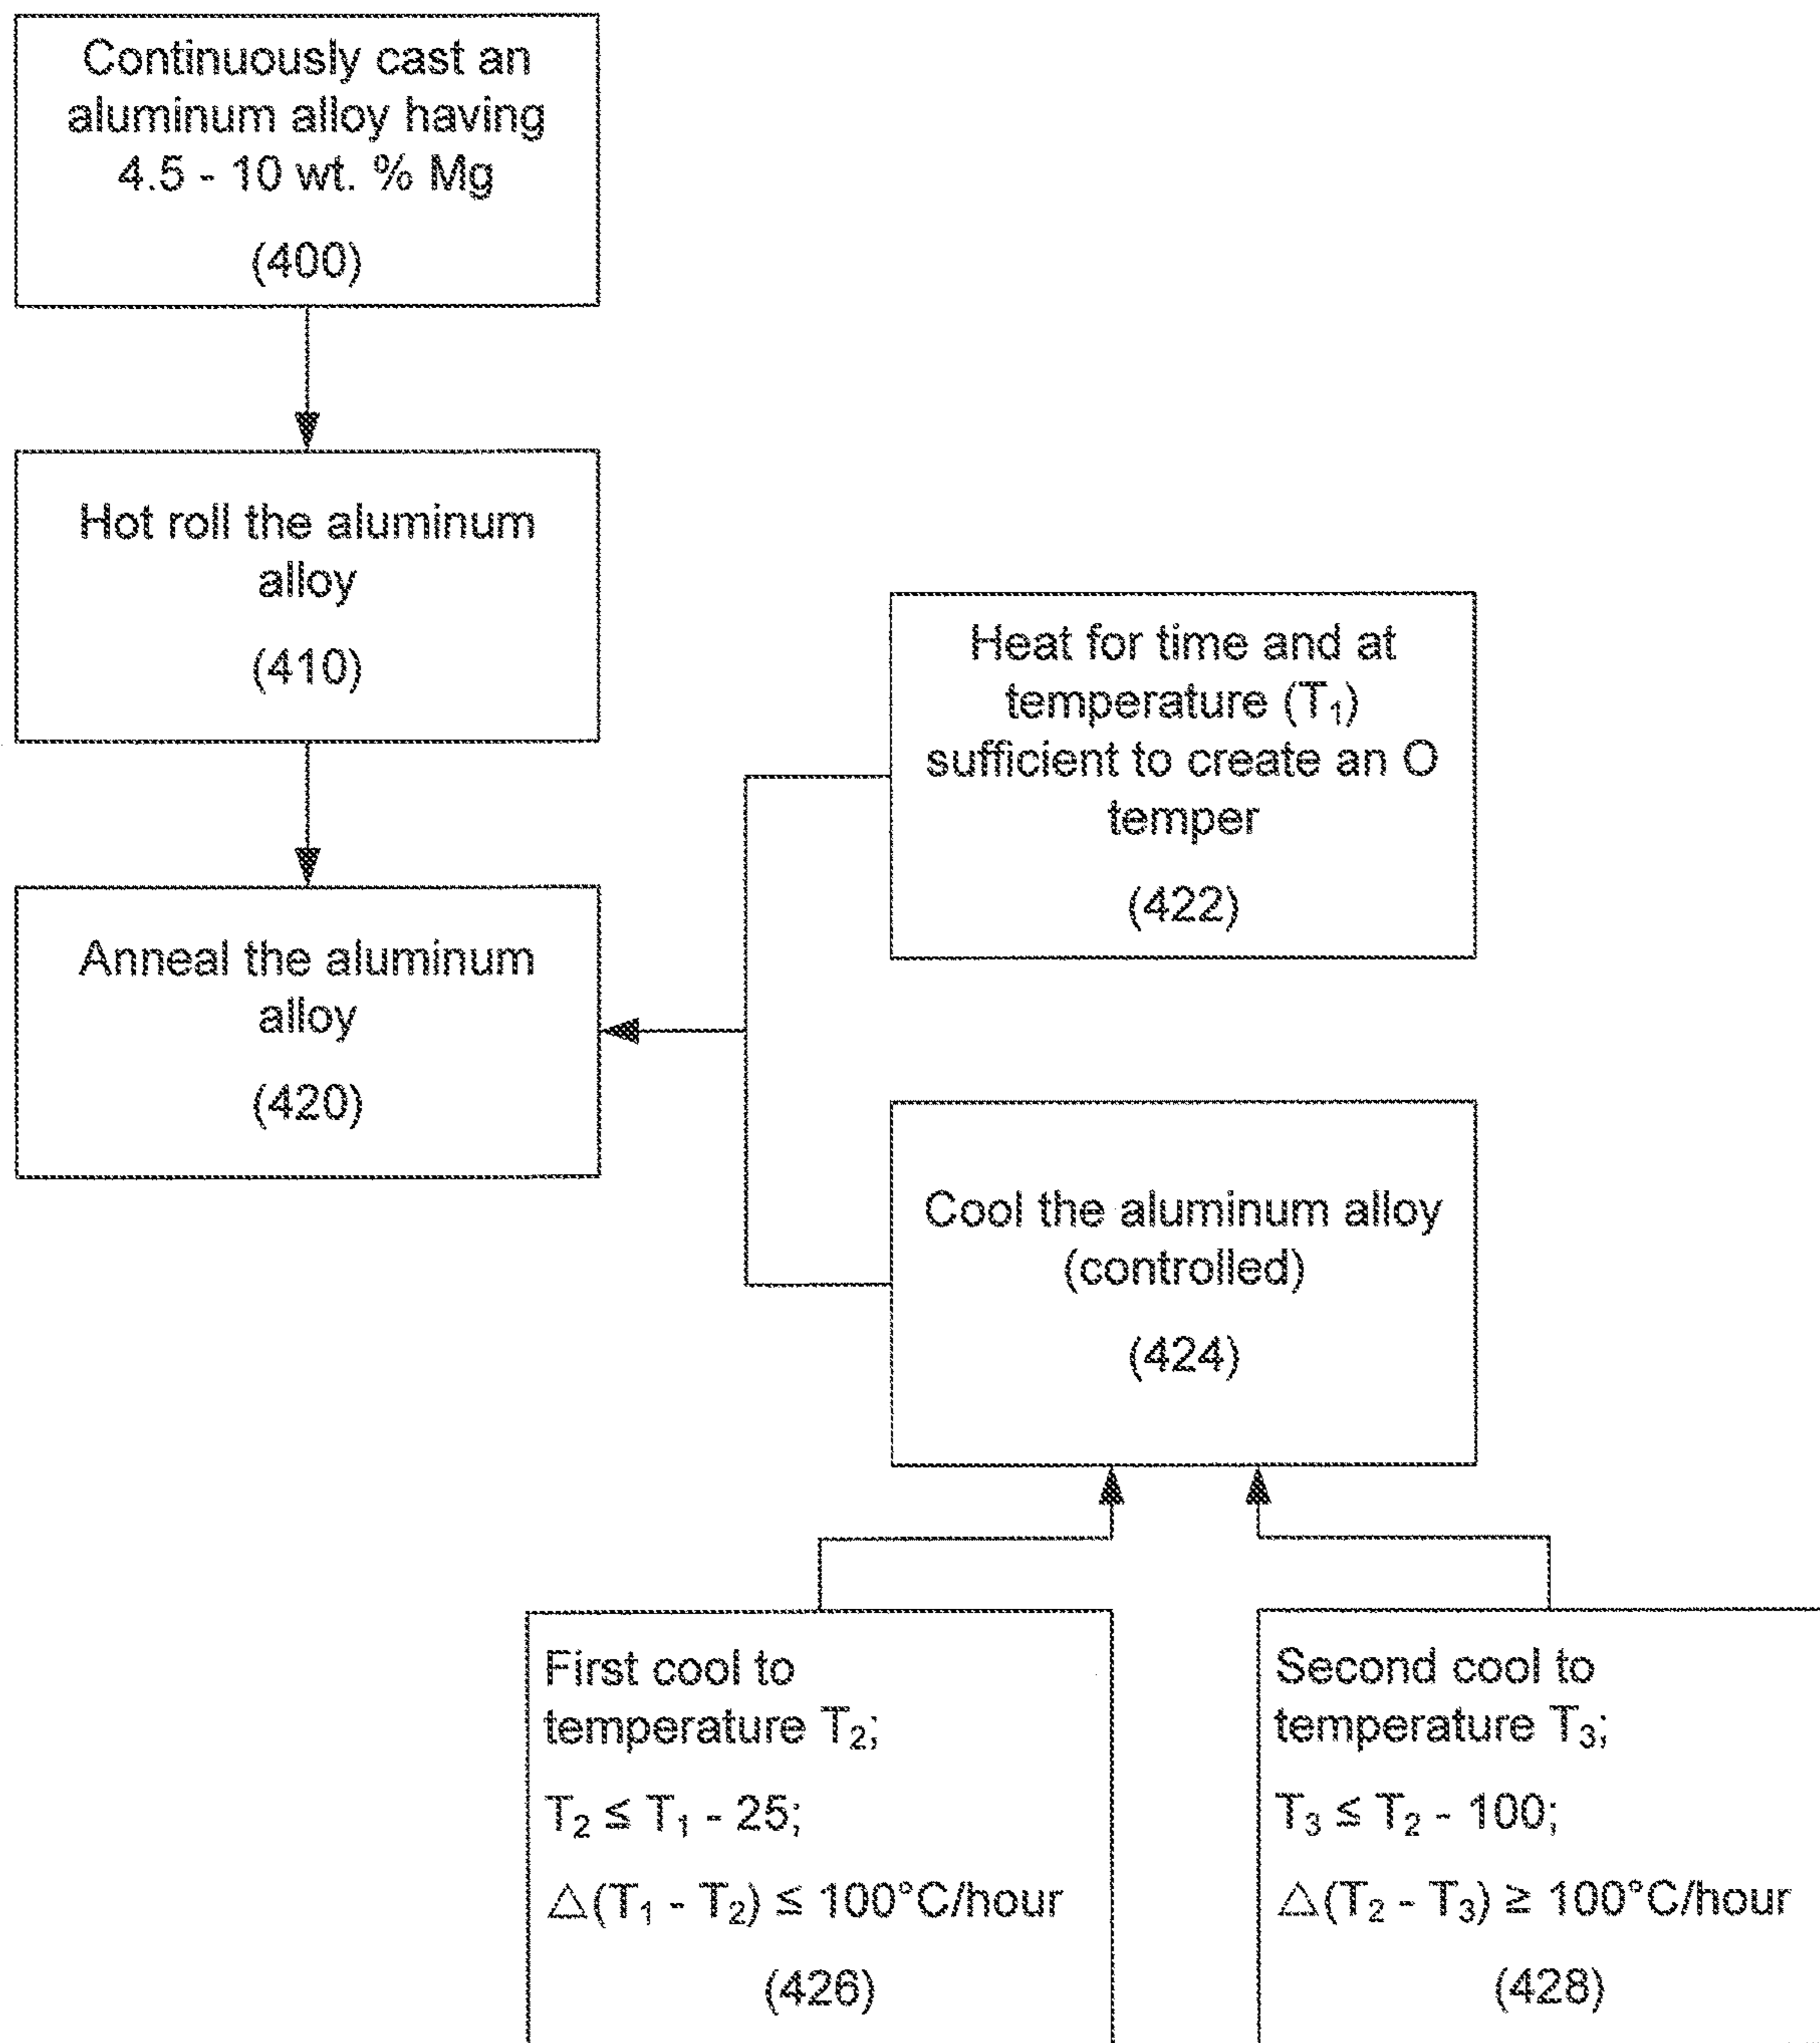 Continuously cast an
aluminum alloy having
4.5 - 10 wt. % Mg
(400)
Hot roll the aluminum
alloy
(410)
Anneal the aluminum
alloy
(420)
Heat for time and at
temperature (T₁)
sufficient to create an O
temper
(422)
Cool the aluminum alloy
(controlled)
(424)
First cool to
temperature T₂;
T₂ ≤ T₁ - 25;
△(T₁ - T₂) ≤ 100°C/hour
(426)
Second cool to
temperature T₃;
T₃ ≤ T₂ - 100;
△(T₂ - T₃) ≥ 100°C/hour
(428)